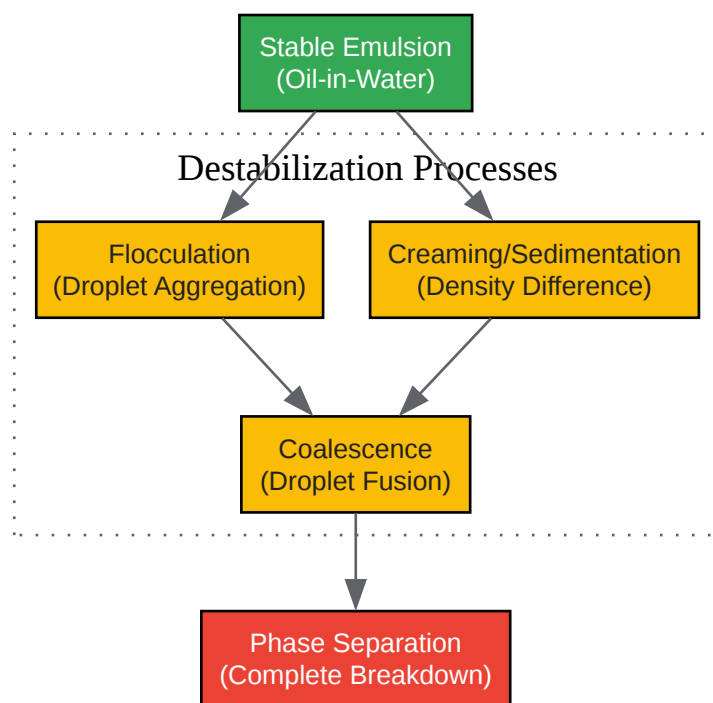 Stable Emulsion
(Oil-in-Water)
Destabilization Processes
Flocculation
(Droplet Aggregation)
Creaming/Sedimentation
(Density Difference)
Coalescence
(Droplet Fusion)
Phase Separation
(Complete Breakdown)